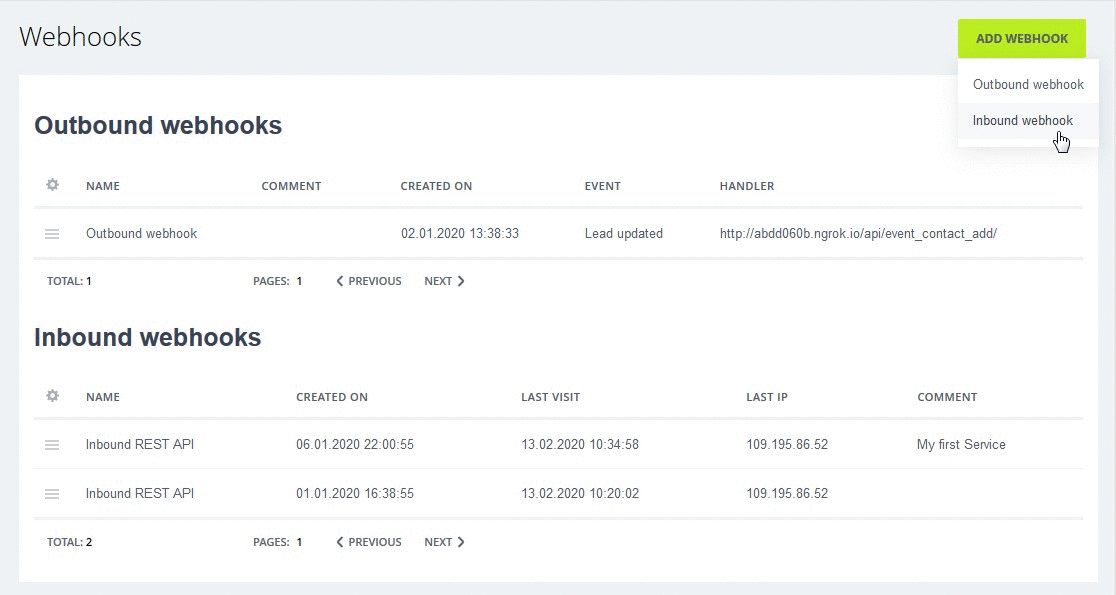 Webhooks
ADD WEBHOOK
Outbound webhook
Inbound webhook
Outbound webhooks
NAME COMMENT CREATED ON EVENT HANDLER
Outbound webhook 02.01.2020 13:38:33 Lead updated http://abdd060b.ngrok.io/api/event_contact_add/
TOTAL: 1 PAGES: 1 PREVIOUS NEXT
Inbound webhooks
NAME CREATED ON LAST VISIT LAST IP COMMENT
Inbound REST API 06.01.2020 22:00:55 13.02.2020 10:34:58 109.195.86.52 My first Service
Inbound REST API 01.01.2020 16:38:55 13.02.2020 10:20:02 109.195.86.52
TOTAL: 2 PAGES: 1 PREVIOUS NEXT